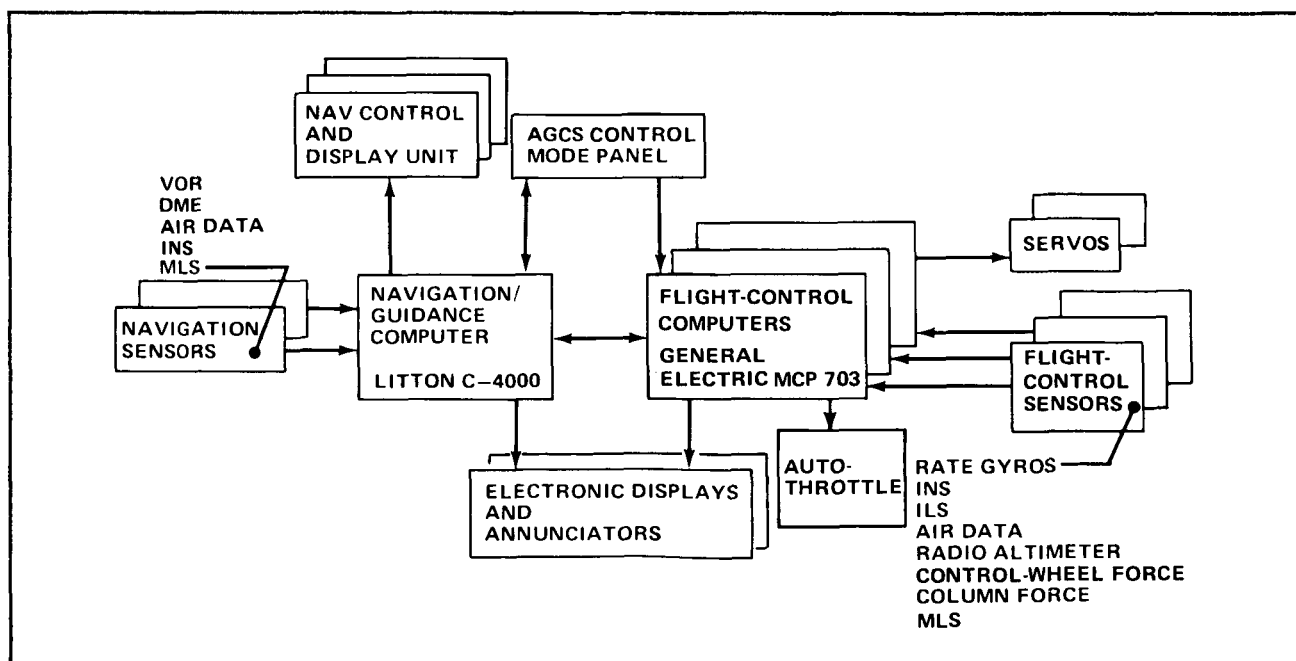 NAV CONTROL
AND
DISPLAY UNIT
AGCS CONTROL
MODE PANEL
VOR
DME
AIR DATA
INS
MLS
SERVOS
NAVIGATION
SENSORS
NAVIGATION/
GUIDANCE
COMPUTER
LITTON C-4000
FLIGHT-CONTROL
COMPUTERS
GENERAL
ELECTRIC MCP 703
FLIGHT-
CONTROL
SENSORS
ELECTRONIC DISPLAYS
AND
ANNUNCIATORS
AUTO-
THROTTLE
RATE GYROS
INS
ILS
AIR DATA
RADIO ALTIMETER
CONTROL-WHEEL FORCE
COLUMN FORCE
MLS